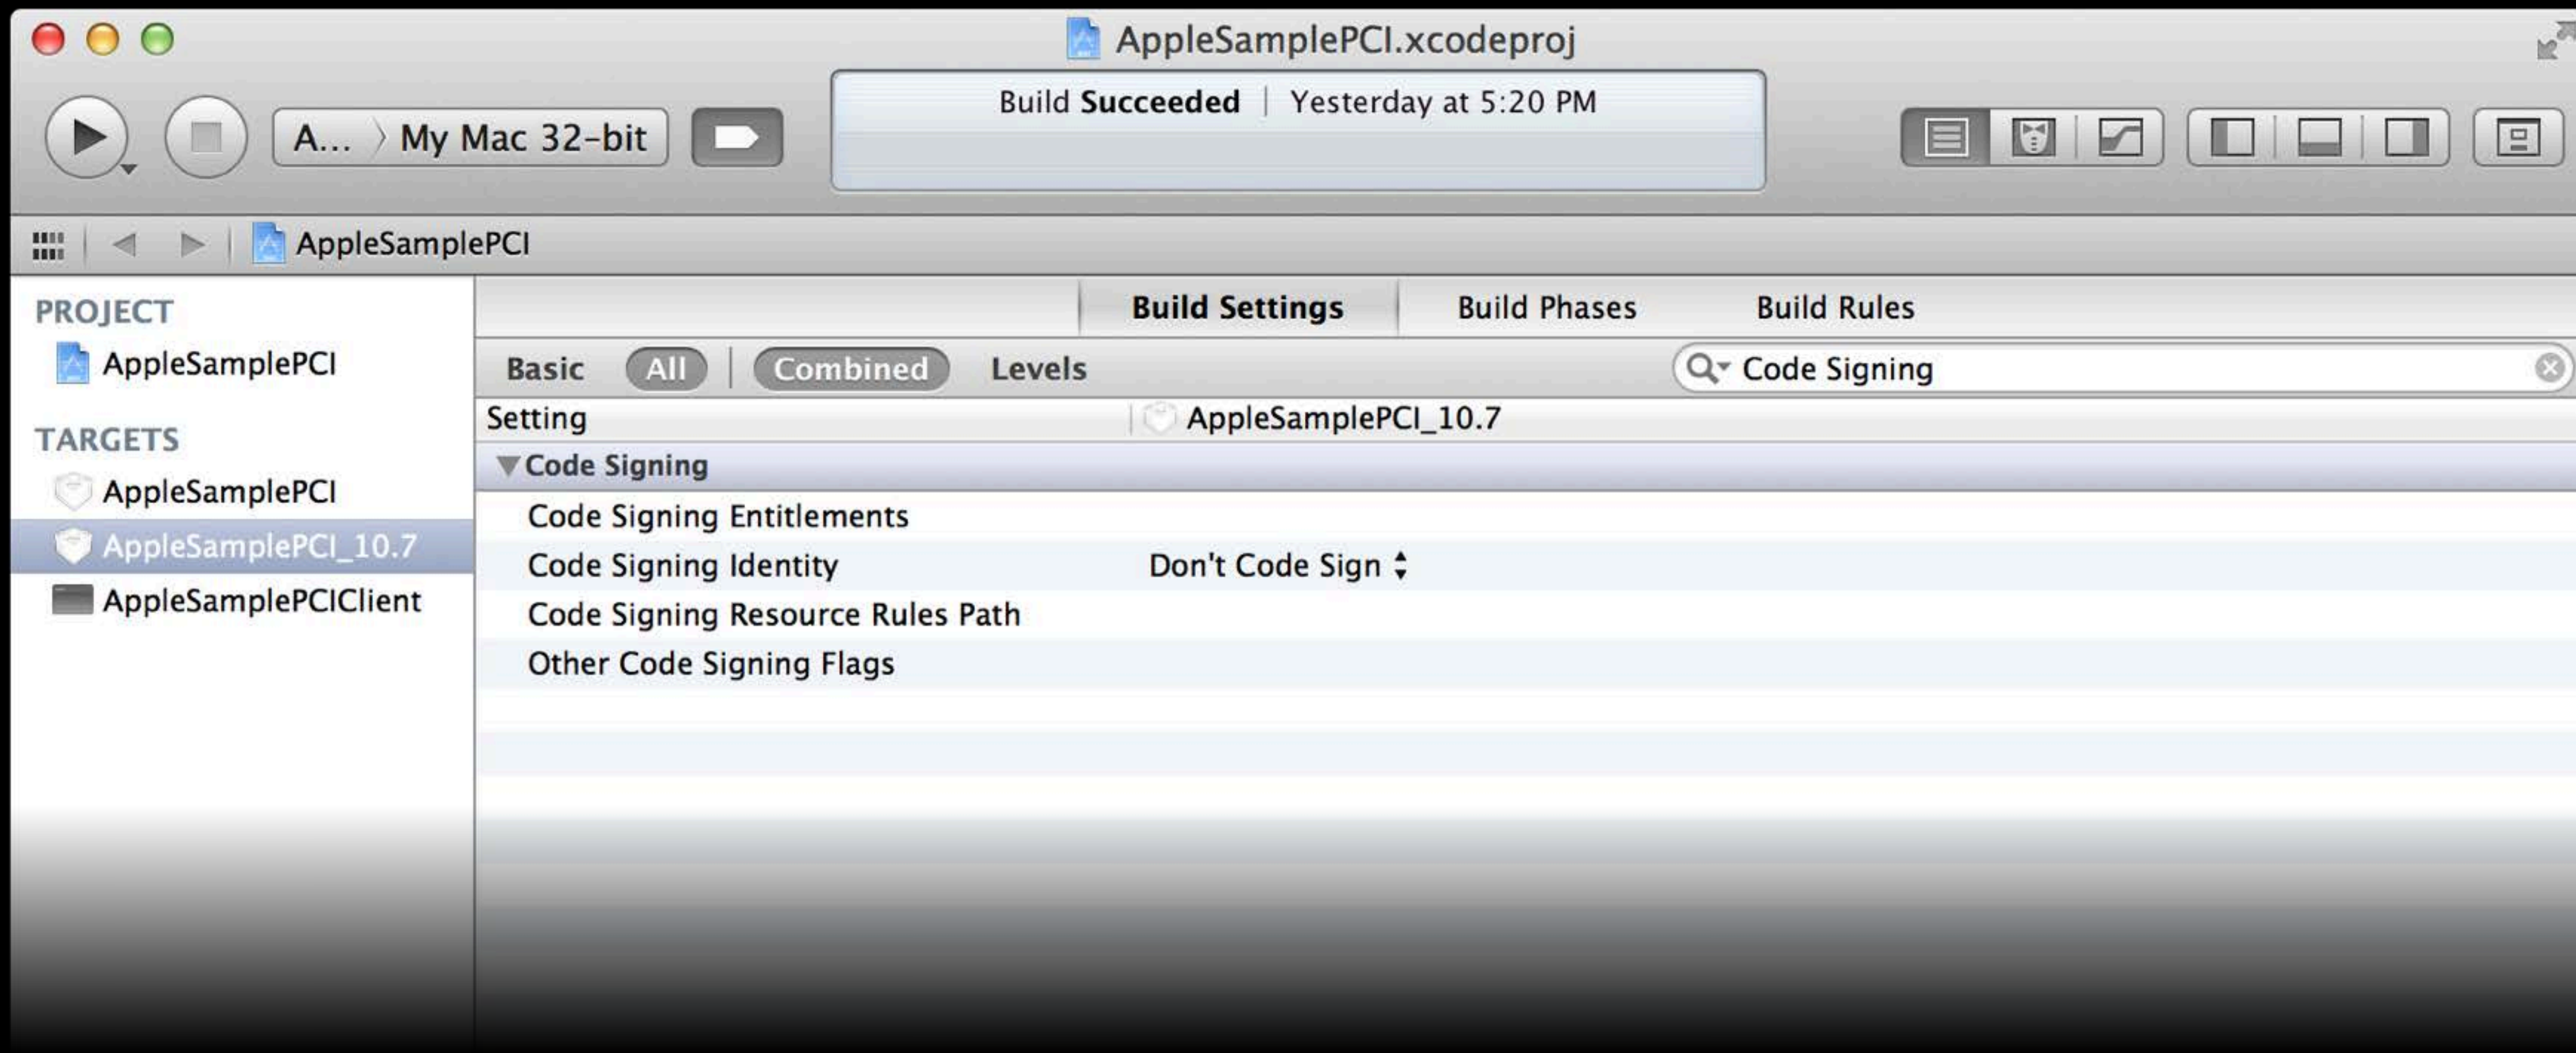 AppleSamplePCI.xcodeproj
Build Succeeded | Yesterday at 5:20 PM
A... 〉 My Mac 32-bit
AppleSamplePCI
PROJECT
AppleSamplePCI
TARGETS
AppleSamplePCI
AppleSamplePCI_10.7
AppleSamplePCIClient
Build Settings Build Phases Build Rules
Basic All | Combined Levels Code Signing
Setting AppleSamplePCI_10.7
Code Signing
Code Signing Entitlements
Code Signing Identity Don't Code Sign
Code Signing Resource Rules Path
Other Code Signing Flags